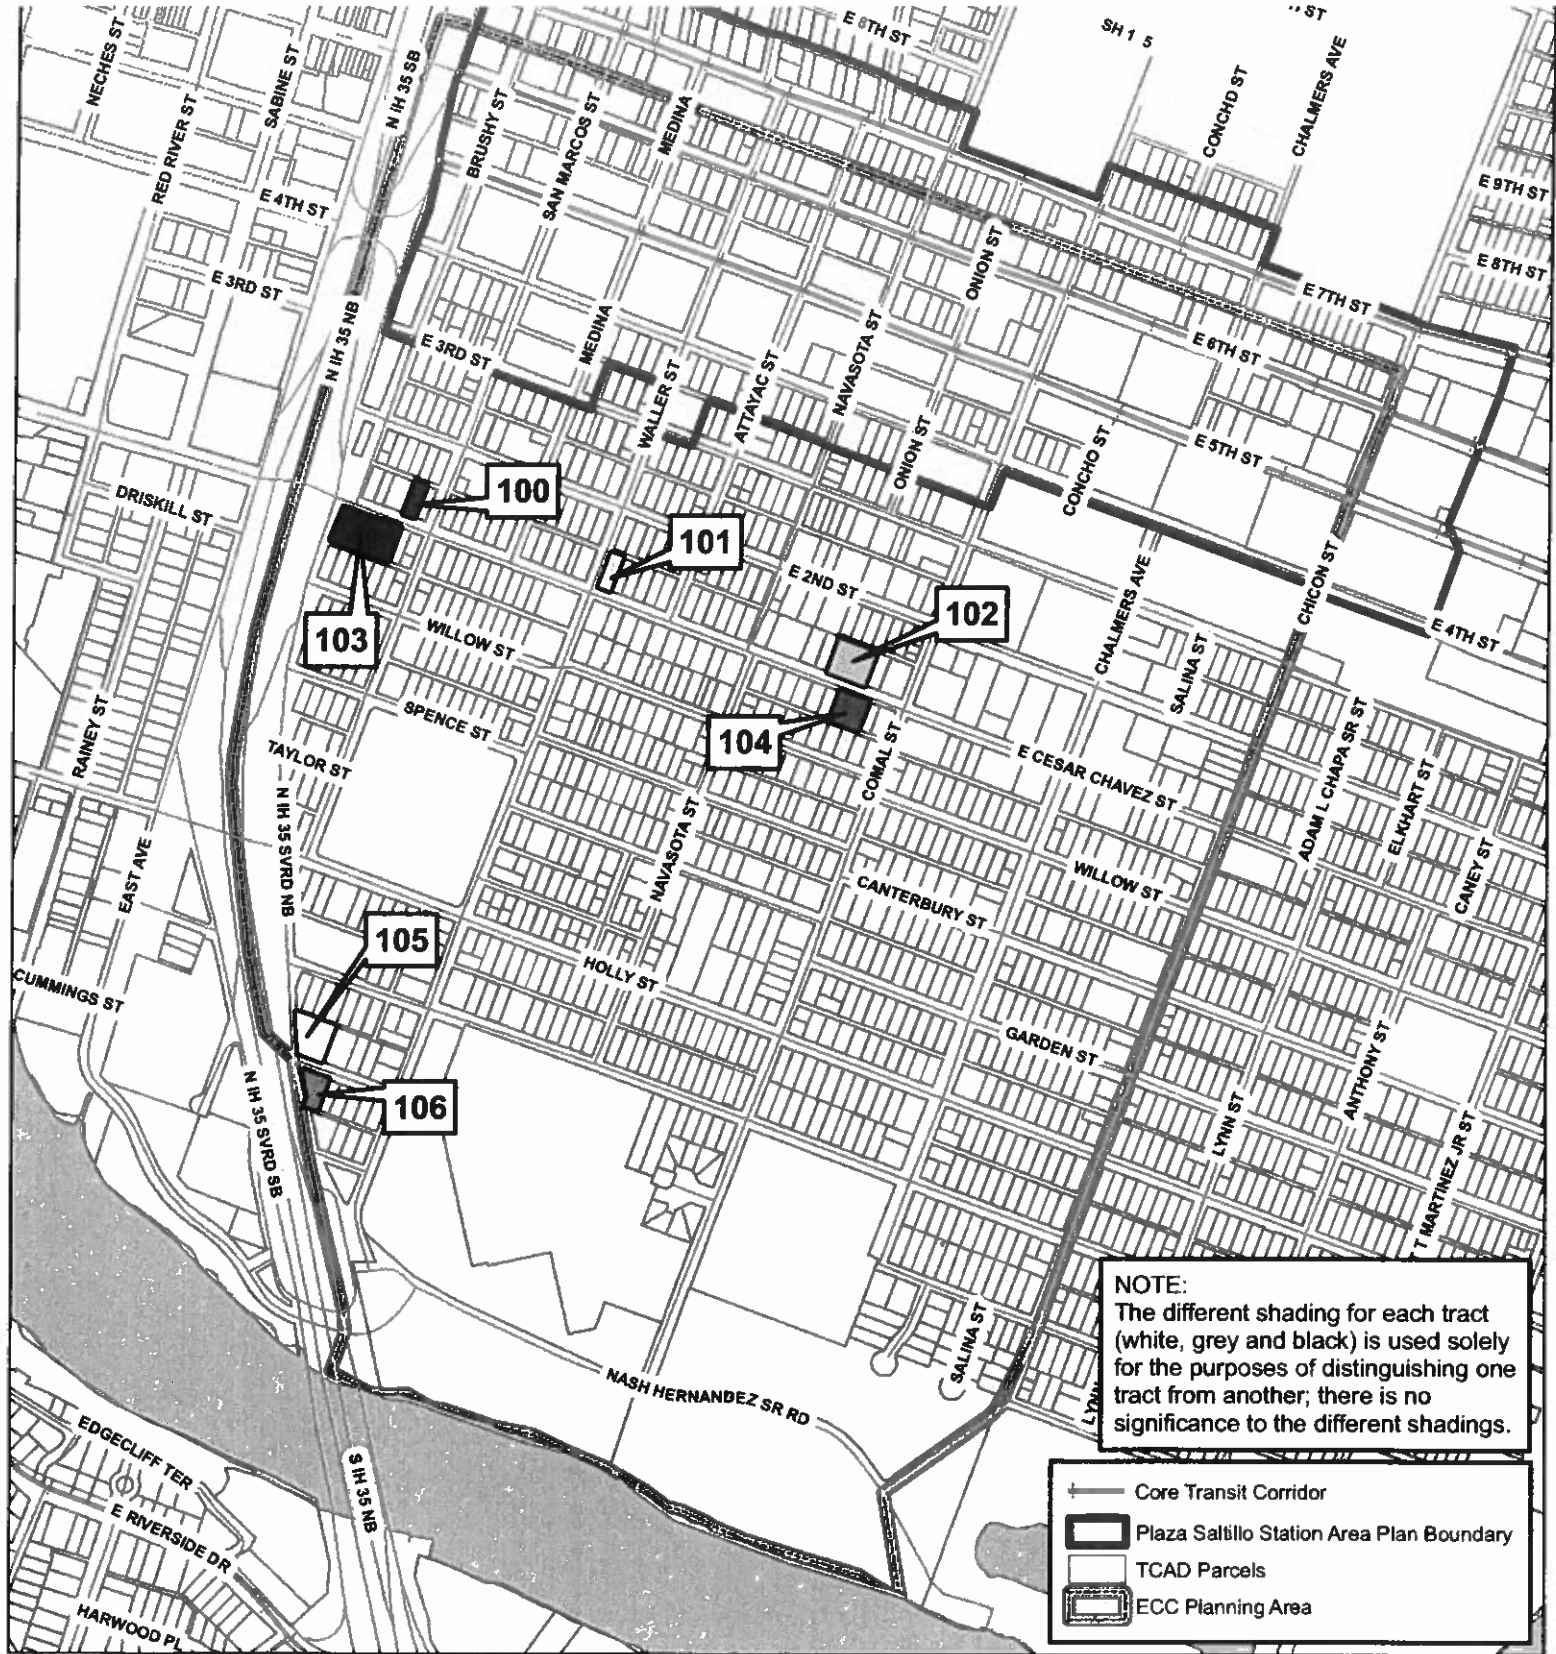 E 8TH ST
SH 1 5
NECHES ST
SABINE ST
N IH 35 SB
RED RIVER ST
BRUSHY ST
SAN MARCOS ST
MEDINA
CONCHD ST
CHALMERS AVE
E 9TH ST
E 4TH ST
E 8TH ST
ONION ST
E 3RD ST
E 7TH ST
N IH 35 NB
E 3RD ST
MEDINA
WALLER ST
ATTAYAC ST
NAVASOTA ST
E 6TH ST
ONION ST
CONCHO ST
E 5TH ST
DRISKILL ST
100
101
E 2ND ST
102
CHALMERS AVE
CHICON ST
E 4TH ST
103
WILLOW ST
SALINA ST
RAINEY ST
SPENCE ST
104
TAYLOR ST
COMAL ST
E CESAR CHAVEZ ST
ADAM L CHAPA SR ST
ELKHART ST
N IH 35 SVRD NB
EAST AVE
NAVASOTA ST
CANTERBURY ST
WILLOW ST
CANEY ST
105
HOLLY ST
CUMMINGS ST
GARDEN ST
106
N IH 35 SVRD SB
LYNN ST
ANTHONY ST
T MARTINEZ JR ST
NOTE:
The different shading for each tract
(white, grey and black) is used solely
for the purposes of distinguishing one
tract from another; there is no
significance to the different shadings.
SALINA ST
LYNN
NASH HERNANDEZ SR RD
EDGECLIFF TER
E RIVERSIDE DR
S IH 35 NB
HARWOOD PL
Core Transit Corridor
Plaza Saltillo Station Area Plan Boundary
TCAD Parcels
ECC Planning Area